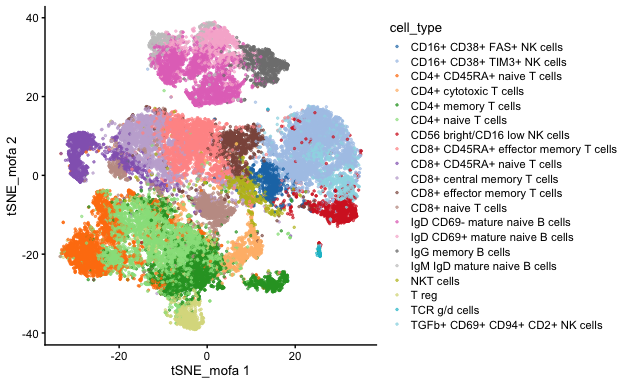 cell_type
CD16+ CD38+ FAS+ NK cells
CD16+ CD38+ TIM3+ NK cells
CD4+ CD45RA+ naive T cells
CD4+ cytotoxic T cells
CD4+ memory T cells
CD4+ naive T cells
CD56 bright/CD16 low NK cells
CD8+ CD45RA+ effector memory T cells
CD8+ CD45RA+ naive T cells
CD8+ central memory T cells
CD8+ effector memory T cells
CD8+ naive T cells
IgD CD69- mature naive B cells
IgD CD69+ mature naive B cells
IgG memory B cells
IgM IgD mature naive B cells
NKT cells
T reg
TCR g/d cells
TGFb+ CD69+ CD94+ CD2+ NK cells
40
20
0
-20
-40
tSNE_mofa 2
-20
0
20
tSNE_mofa 1